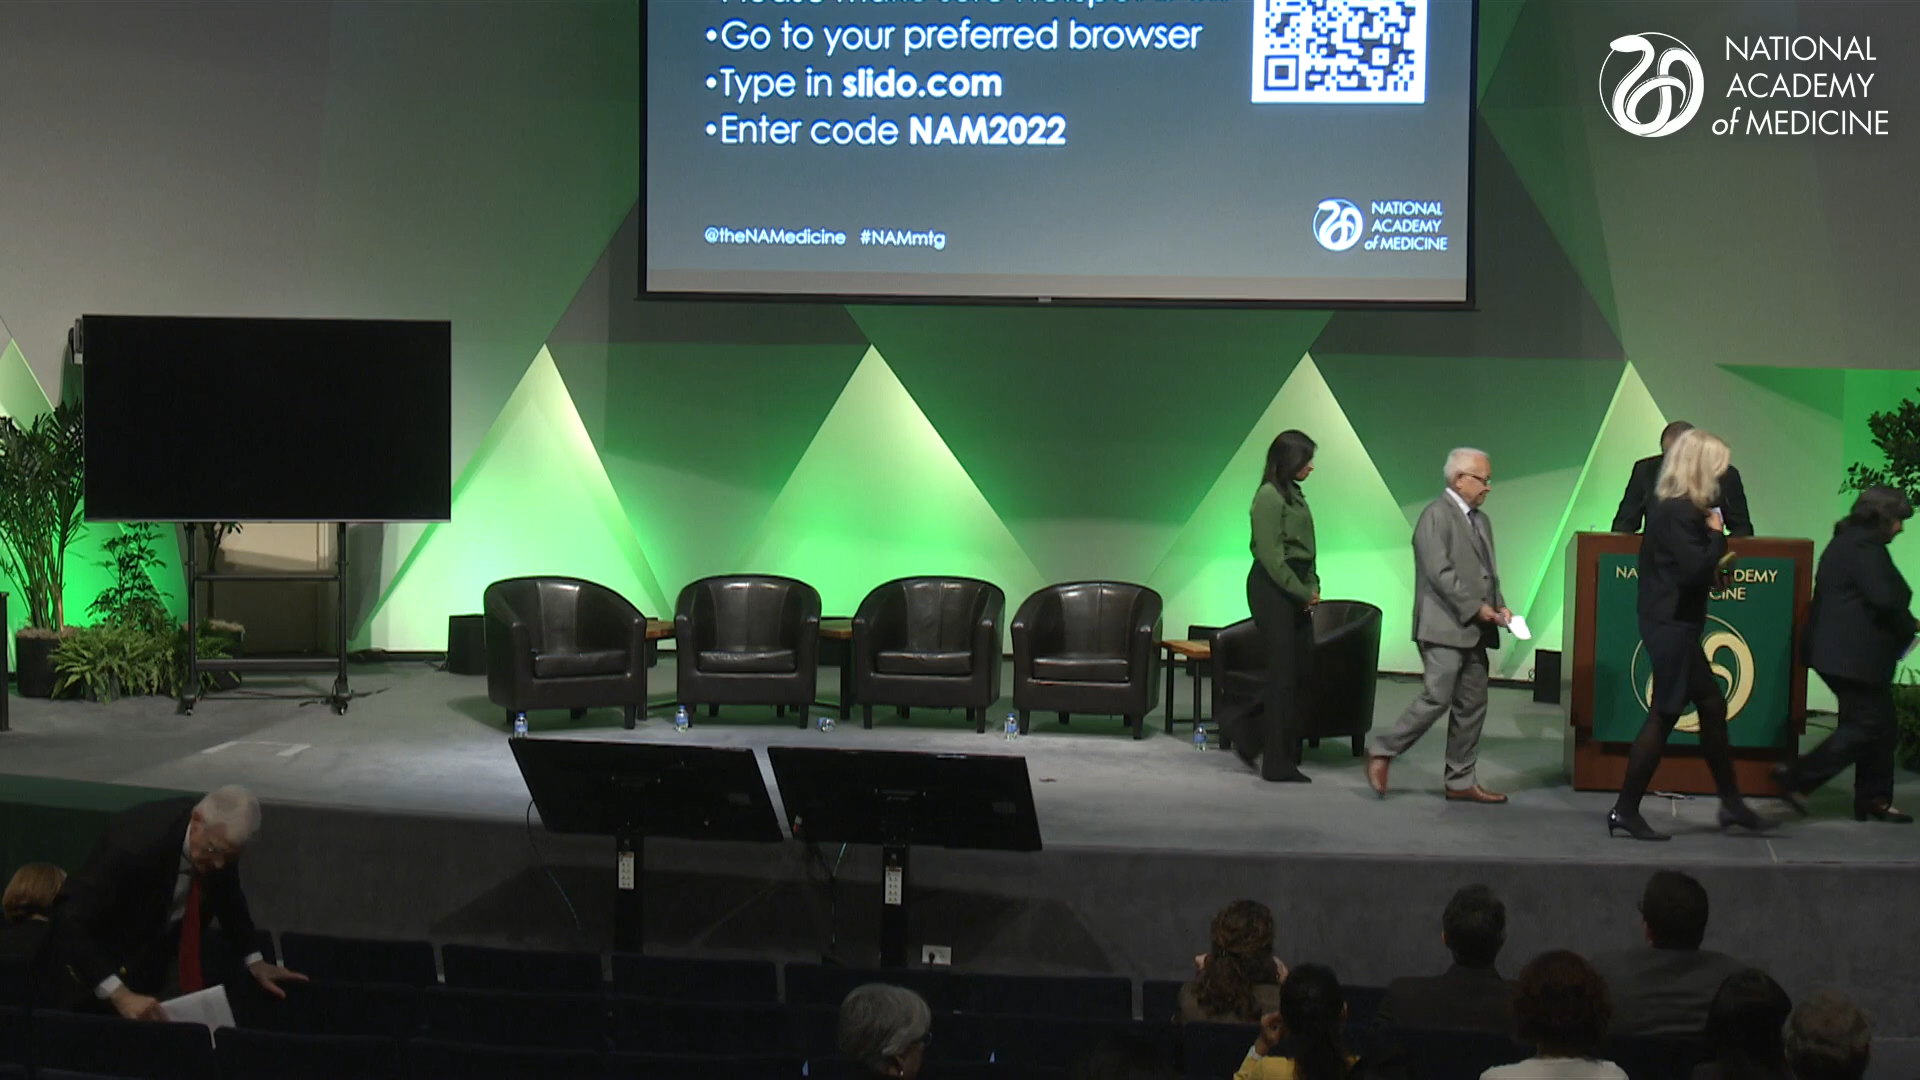 •Go to your preferred browser
•Type in slido.com
•Enter code NAM2022
@theNAMedicine #NAMmtg
NATIONAL
ACADEMY
of MEDICINE
NATIONAL
ACADEMY
of MEDICINE